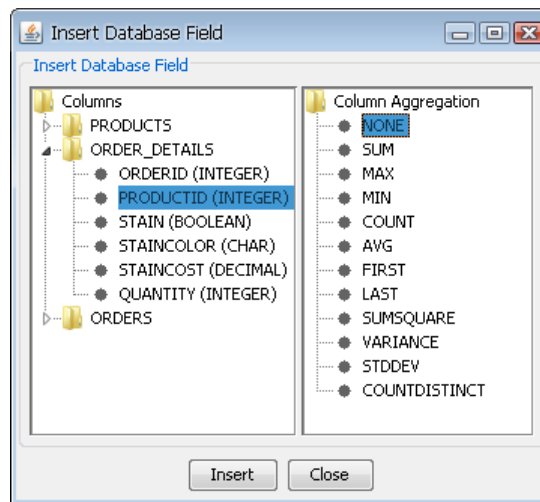 Insert Database Field
Insert Database Field
Columns
PRODUCTS
ORDER_DETAILS
ORDERID (INTEGER)
PRODUCTID (INTEGER)
STAIN (BOOLEAN)
STAINCOLOR (CHAR)
STAINCOST (DECIMAL)
QUANTITY (INTEGER)
ORDERS
Column Aggregation
NONE
SUM
MAX
MIN
COUNT
AVG
FIRST
LAST
SUMSQUARE
VARIANCE
STDDEV
COUNTDISTINCT
Insert
Close